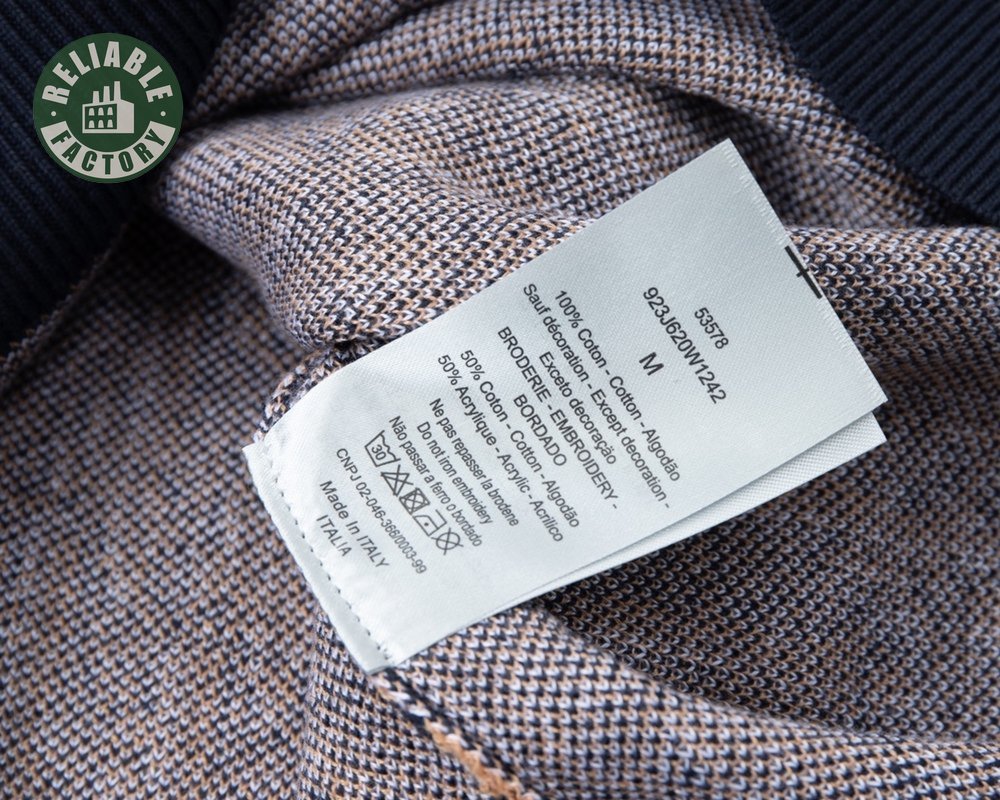 RELIABLE
FACTORY
53578
923J620W1242
M
100% Coton - Cotton - Algodão
Sauf décoration - Except decoration -
Exceto decoração
BRODERIE - EMBROIDERY -
BORDADO
50% Coton - Cotton - Algodão
50% Acrylique - Acrylic - Acrilico
Ne pas repasser la broderie
Do not iron embroidery
Não passar a ferro o bordado
30
CNPJ 02-046-366/0003-99
Made In ITALY
ITALIA